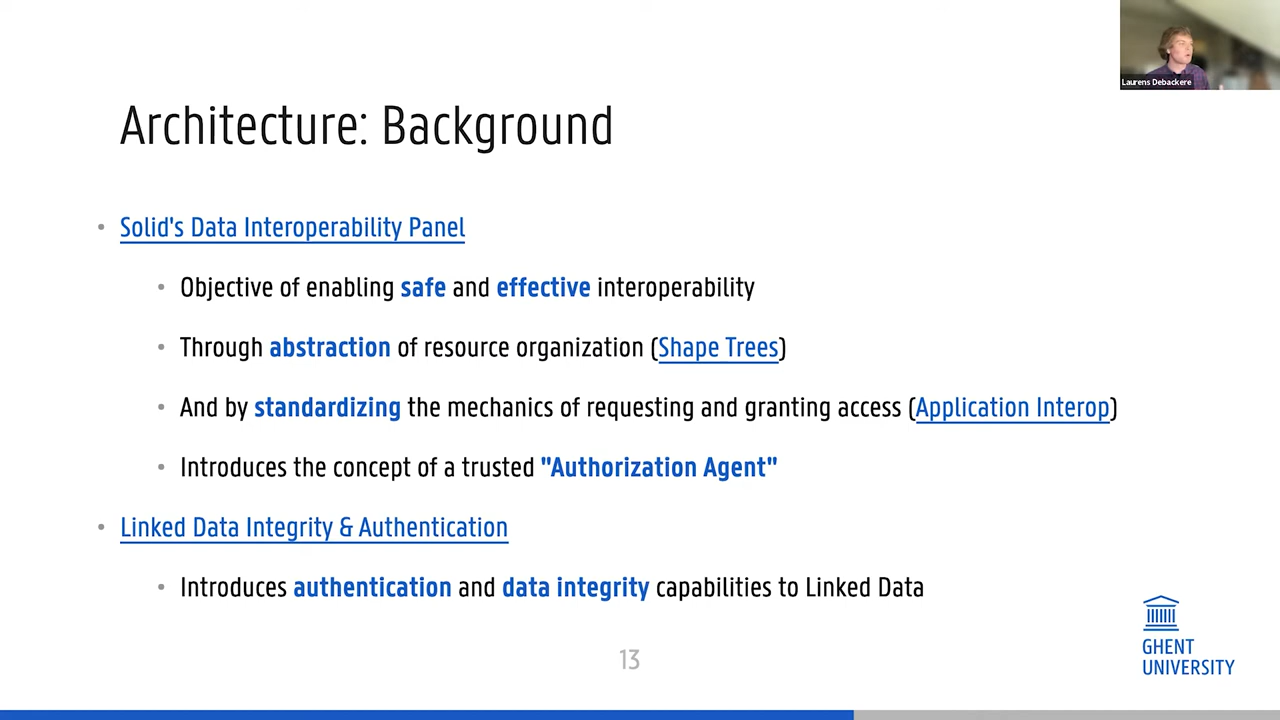 Laurens Debackere
Architecture: Background
• Solid's Data Interoperability Panel
• Objective of enabling safe and effective interoperability
• Through abstraction of resource organization (Shape Trees)
• And by standardizing the mechanics of requesting and granting access (Application Interop)
• Introduces the concept of a trusted "Authorization Agent"
• Linked Data Integrity & Authentication
• Introduces authentication and data integrity capabilities to Linked Data
13
GHENT
UNIVERSITY